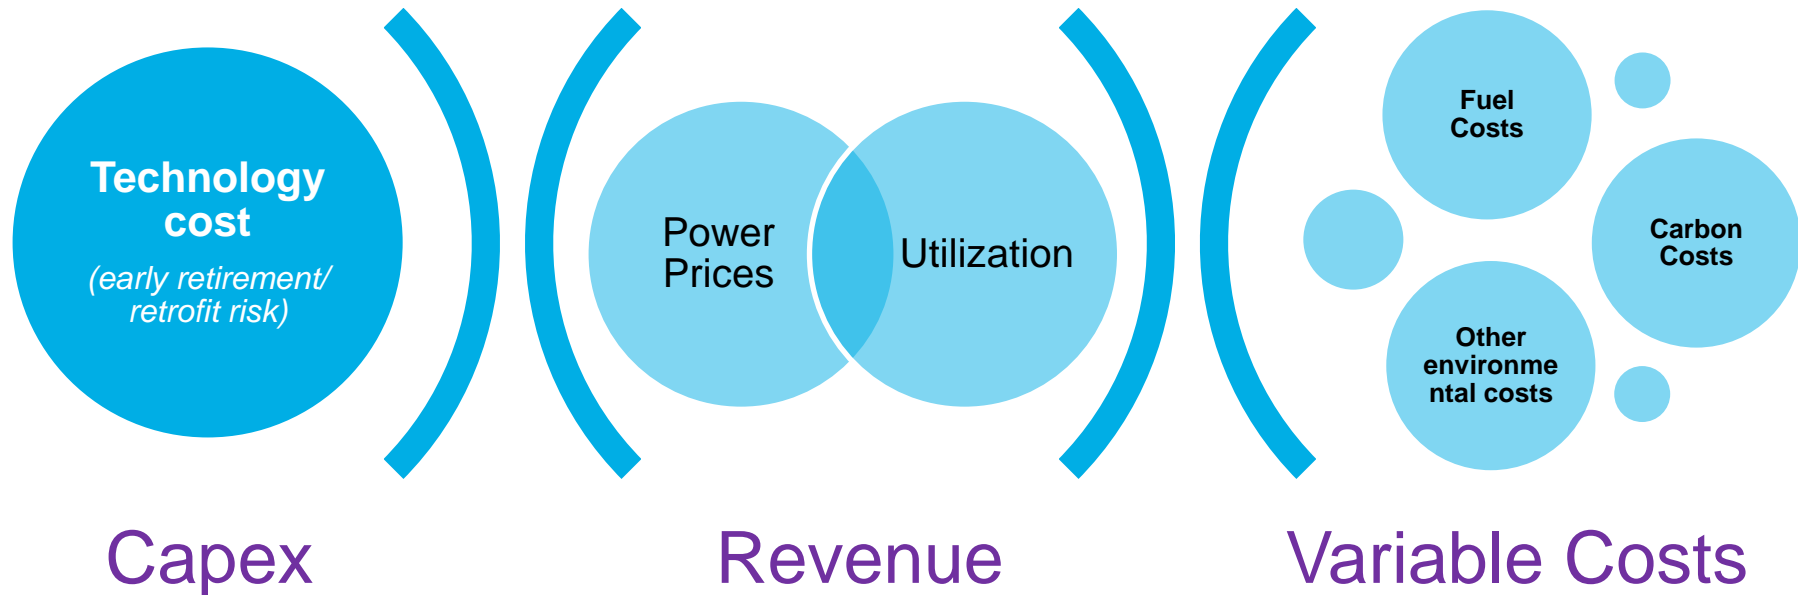 Technology
cost
(early retirement/
retrofit risk)
Power
Prices
Utilization
Fuel
Costs
Carbon
Costs
Other
environme
ntal costs
Capex
Revenue
Variable Costs